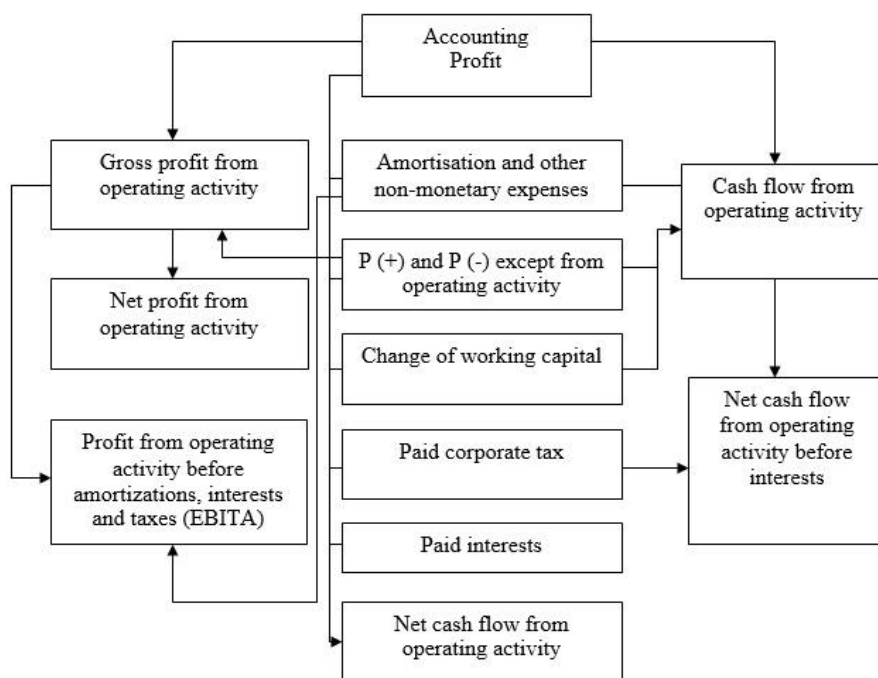 Accounting
Profit
Gross profit from
operating activity
Amortisation and other
non-monetary expenses
Cash flow from
operating activity
P (+) and P (-) except from
operating activity
Net profit from
operating activity
Change of working capital
Net cash flow
from operating
activity before
interests
Profit from operating
activity before
amortizations, interests
and taxes (EBITA)
Paid corporate tax
Paid interests
Net cash flow from
operating activity